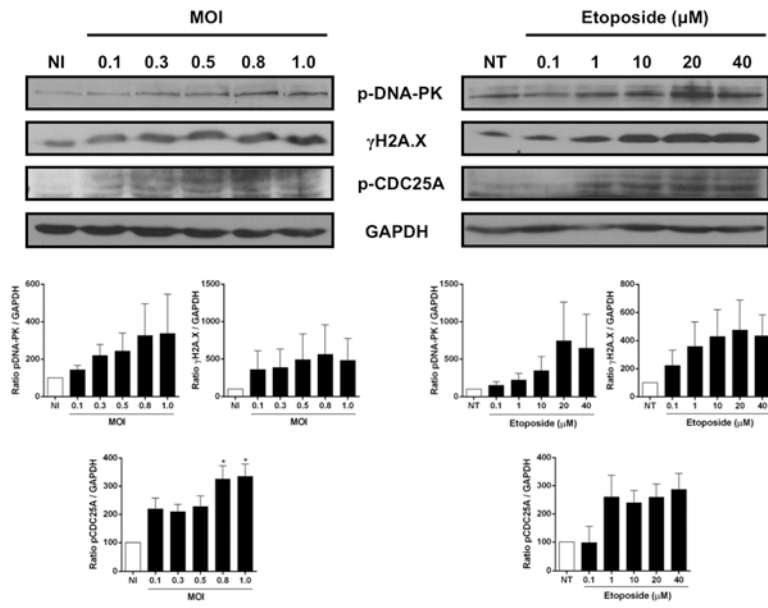 MOI
Etoposide (µM)
NI 0.1 0.3 0.5 0.8 1.0
NT 0.1 1 10 20 40
p-DNA-PK
γH2A.X
p-CDC25A
GAPDH
Ratio pDNA-PK / GAPDH
600
400
200
0
NI 0.1 0.3 0.5 0.8 1.0
MOI
Ratio γH2A.X / GAPDH
1500
1000
500
0
NI 0.1 0.3 0.5 0.8 1.0
MOI
Ratio pDNA-PK / GAPDH
1500
1000
500
0
NT 0.1 1 10 20 40
Etoposide (µM)
Ratio γH2A.X / GAPDH
800
600
400
200
0
NT 0.1 1 10 20 40
Etoposide (µM)
Ratio pCDC25A / GAPDH
400
300
200
100
0
* *
NI 0.1 0.3 0.5 0.8 1.0
MOI
Ratio pCDC25A / GAPDH
400
300
200
100
0
NT 0.1 1 10 20 40
Etoposide (µM)